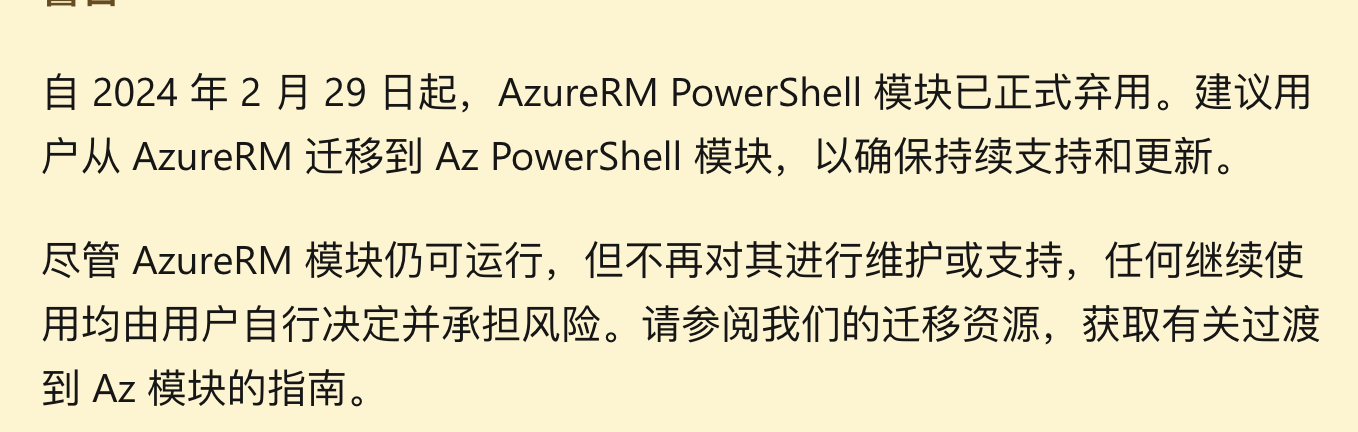 自 2024 年 2 月 29 日起，AzureRM PowerShell 模块已正式弃用。建议用
户从 AzureRM 迁移到 Az PowerShell 模块，以确保持续支持和更新。
尽管 AzureRM 模块仍可运行，但不再对其进行维护或支持，任何继续使
用均由用户自行决定并承担风险。请参阅我们的迁移资源，获取有关过渡
到 Az 模块的指南。